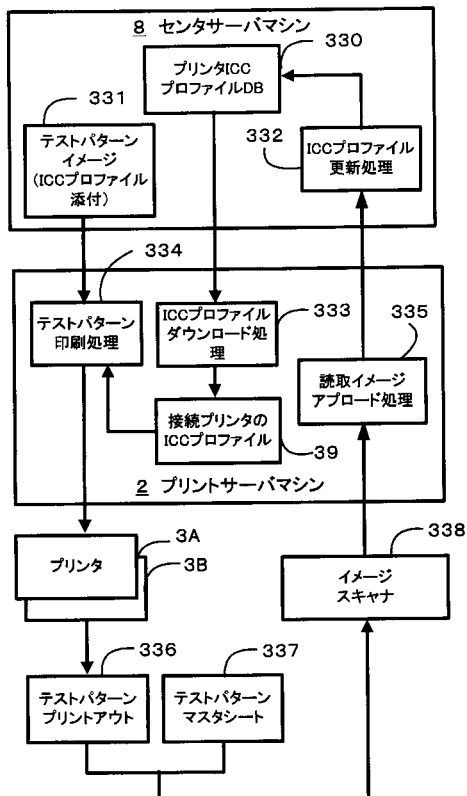 8 センタサーバマシン
330
プリンタICC
プロファイルDB
331
テストパターン
イメージ
(ICCプロファイル
添付)
332
ICCプロファイル
更新処理
334
テストパターン
印刷処理
ICCプロファイル
ダウンロード処
理
333
335
読取イメージ
アプロード処理
接続プリンタの
ICCプロファイル
39
2 プリントサーバマシン
3A
プリンタ
3B
338
イメージ
スキャナ
336
337
テストパターン
プリントアウト
テストパターン
マスタシート